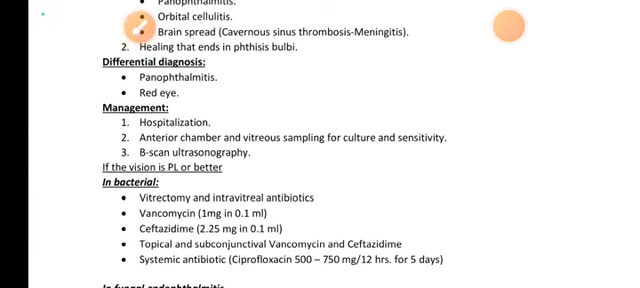 • Panophthalmitis.
• Orbital cellulitis.
• Brain spread (Cavernous sinus thrombosis-Meningitis).
2. Healing that ends in phthisis bulbi.
Differential diagnosis:
• Panophthalmitis.
• Red eye.
Management:
1. Hospitalization.
2. Anterior chamber and vitreous sampling for culture and sensitivity.
3. B-scan ultrasonography.
If the vision is PL or better
In bacterial:
• Vitrectomy and intravitreal antibiotics
• Vancomycin (1mg in 0.1 ml)
• Ceftazidime (2.25 mg in 0.1 ml)
• Topical and subconjunctival Vancomycin and Ceftazidime
• Systemic antibiotic (Ciprofloxacin 500 – 750 mg/12 hrs. for 5 days)
In fungal endophthalmitis